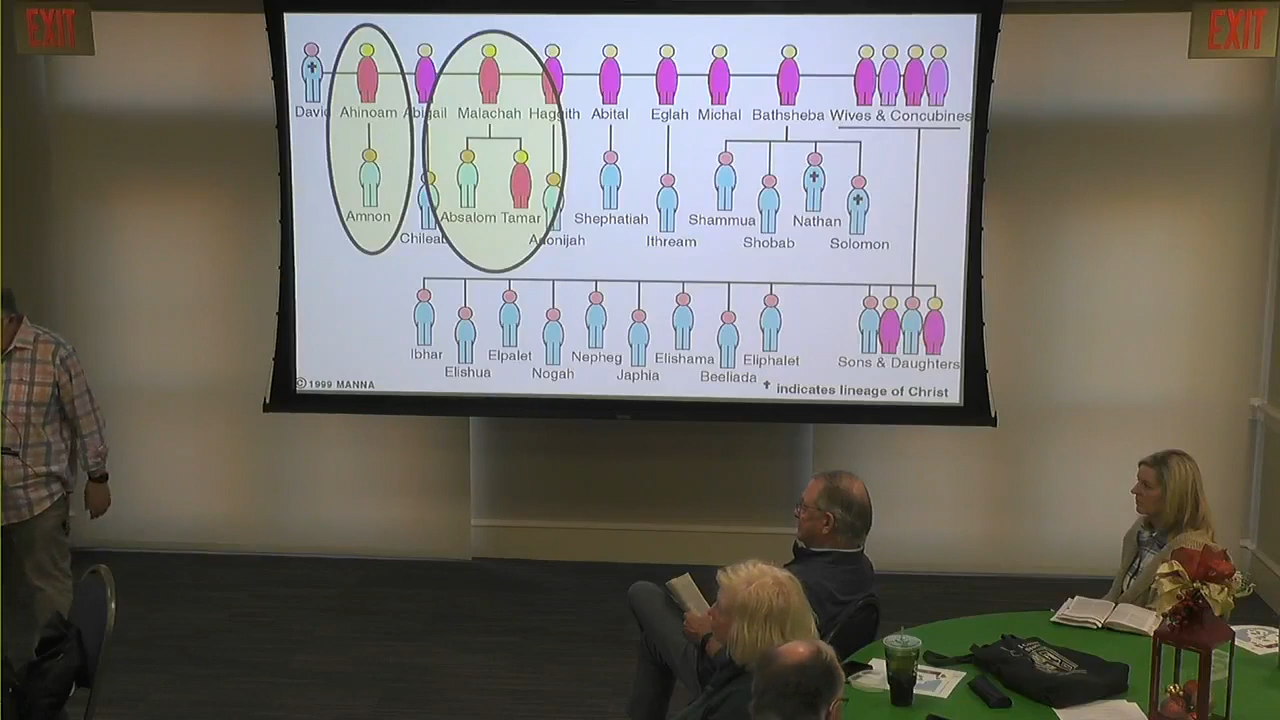 EXIT
EXIT
David Ahinoam Abigail Malachah Haggith Abital Eglah Michal Bathsheba Wives & Concubines
Amnon Absalom Tamar Shephatiah Shammua Nathan
Chileab Adonijah Ithream Shobab Solomon
Ibhar Elpalet Nepheg Elishama Eliphalet Sons & Daughters
Elishua Nogah Japhia Beeliada
© 1999 MANNA
✝ indicates lineage of Christ